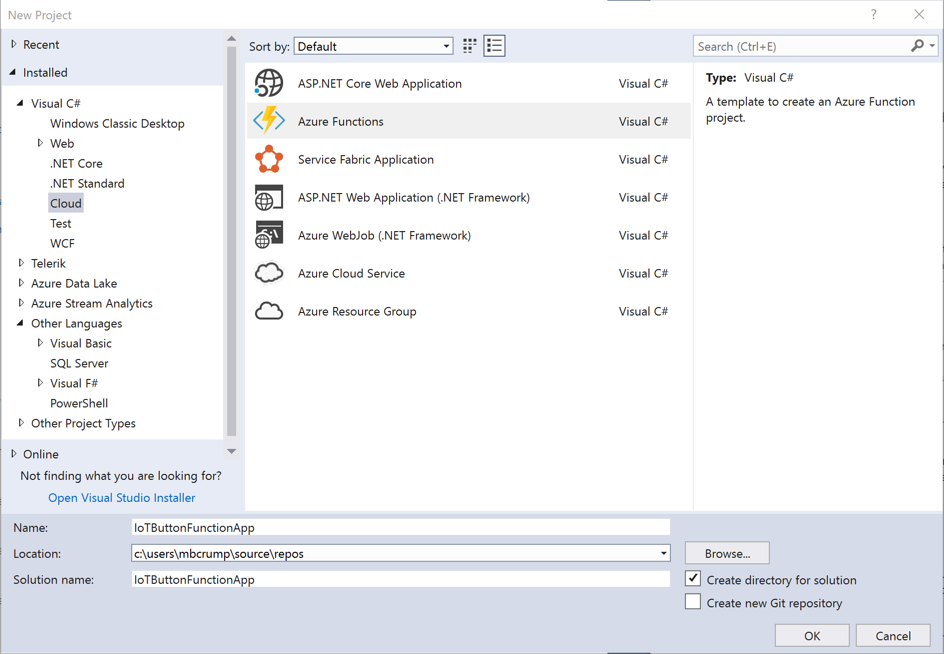 New Project
?
Recent
Installed
Visual C#
Windows Classic Desktop
Web
.NET Core
.NET Standard
Cloud
Test
WCF
Telerik
Azure Data Lake
Azure Stream Analytics
Other Languages
Visual Basic
SQL Server
Visual F#
PowerShell
Other Project Types
Online
Not finding what you are looking for?
Open Visual Studio Installer
Sort by: Default
ASP.NET Core Web Application Visual C#
Azure Functions Visual C#
Service Fabric Application Visual C#
ASP.NET Web Application (.NET Framework) Visual C#
Azure WebJob (.NET Framework) Visual C#
Azure Cloud Service Visual C#
Azure Resource Group Visual C#
Search (Ctrl+E)
Type: Visual C#
A template to create an Azure Function
project.
Name: IoTButtonFunctionApp
Location: c:\users\mbcrump\source\repos
Browse...
Solution name: IoTButtonFunctionApp
Create directory for solution
Create new Git repository
OK Cancel